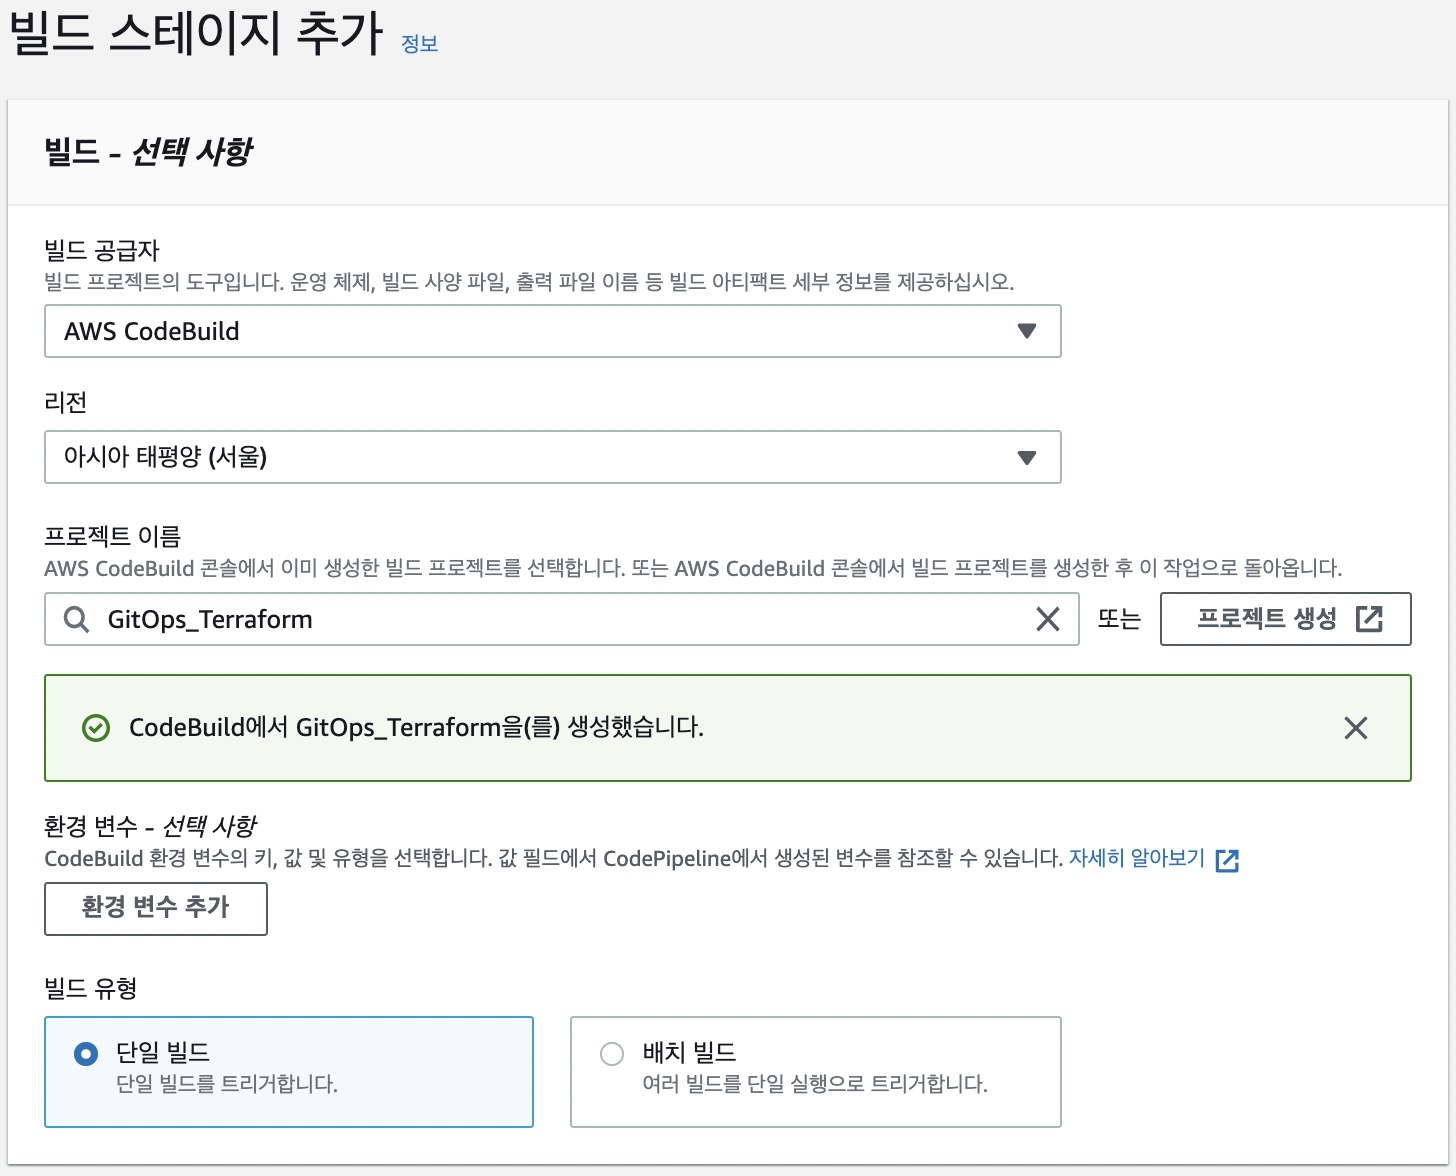 빌드 스테이지 추가 정보
빌드 - 선택 사항
빌드 공급자
빌드 프로젝트의 도구입니다. 운영 체제, 빌드 사양 파일, 출력 파일 이름 등 빌드 아티팩트 세부 정보를 제공하십시오.
AWS CodeBuild
리전
아시아 태평양 (서울)
프로젝트 이름
AWS CodeBuild 콘솔에서 이미 생성한 빌드 프로젝트를 선택합니다. 또는 AWS CodeBuild 콘솔에서 빌드 프로젝트를 생성한 후 이 작업으로 돌아옵니다.
GitOps_Terraform 또는 프로젝트 생성
CodeBuild에서 GitOps_Terraform을(를) 생성했습니다.
환경 변수 - 선택 사항
CodeBuild 환경 변수의 키, 값 및 유형을 선택합니다. 값 필드에서 CodePipeline에서 생성된 변수를 참조할 수 있습니다. 자세히 알아보기
환경 변수 추가
빌드 유형
단일 빌드
단일 빌드를 트리거합니다.
배치 빌드
여러 빌드를 단일 실행으로 트리거합니다.